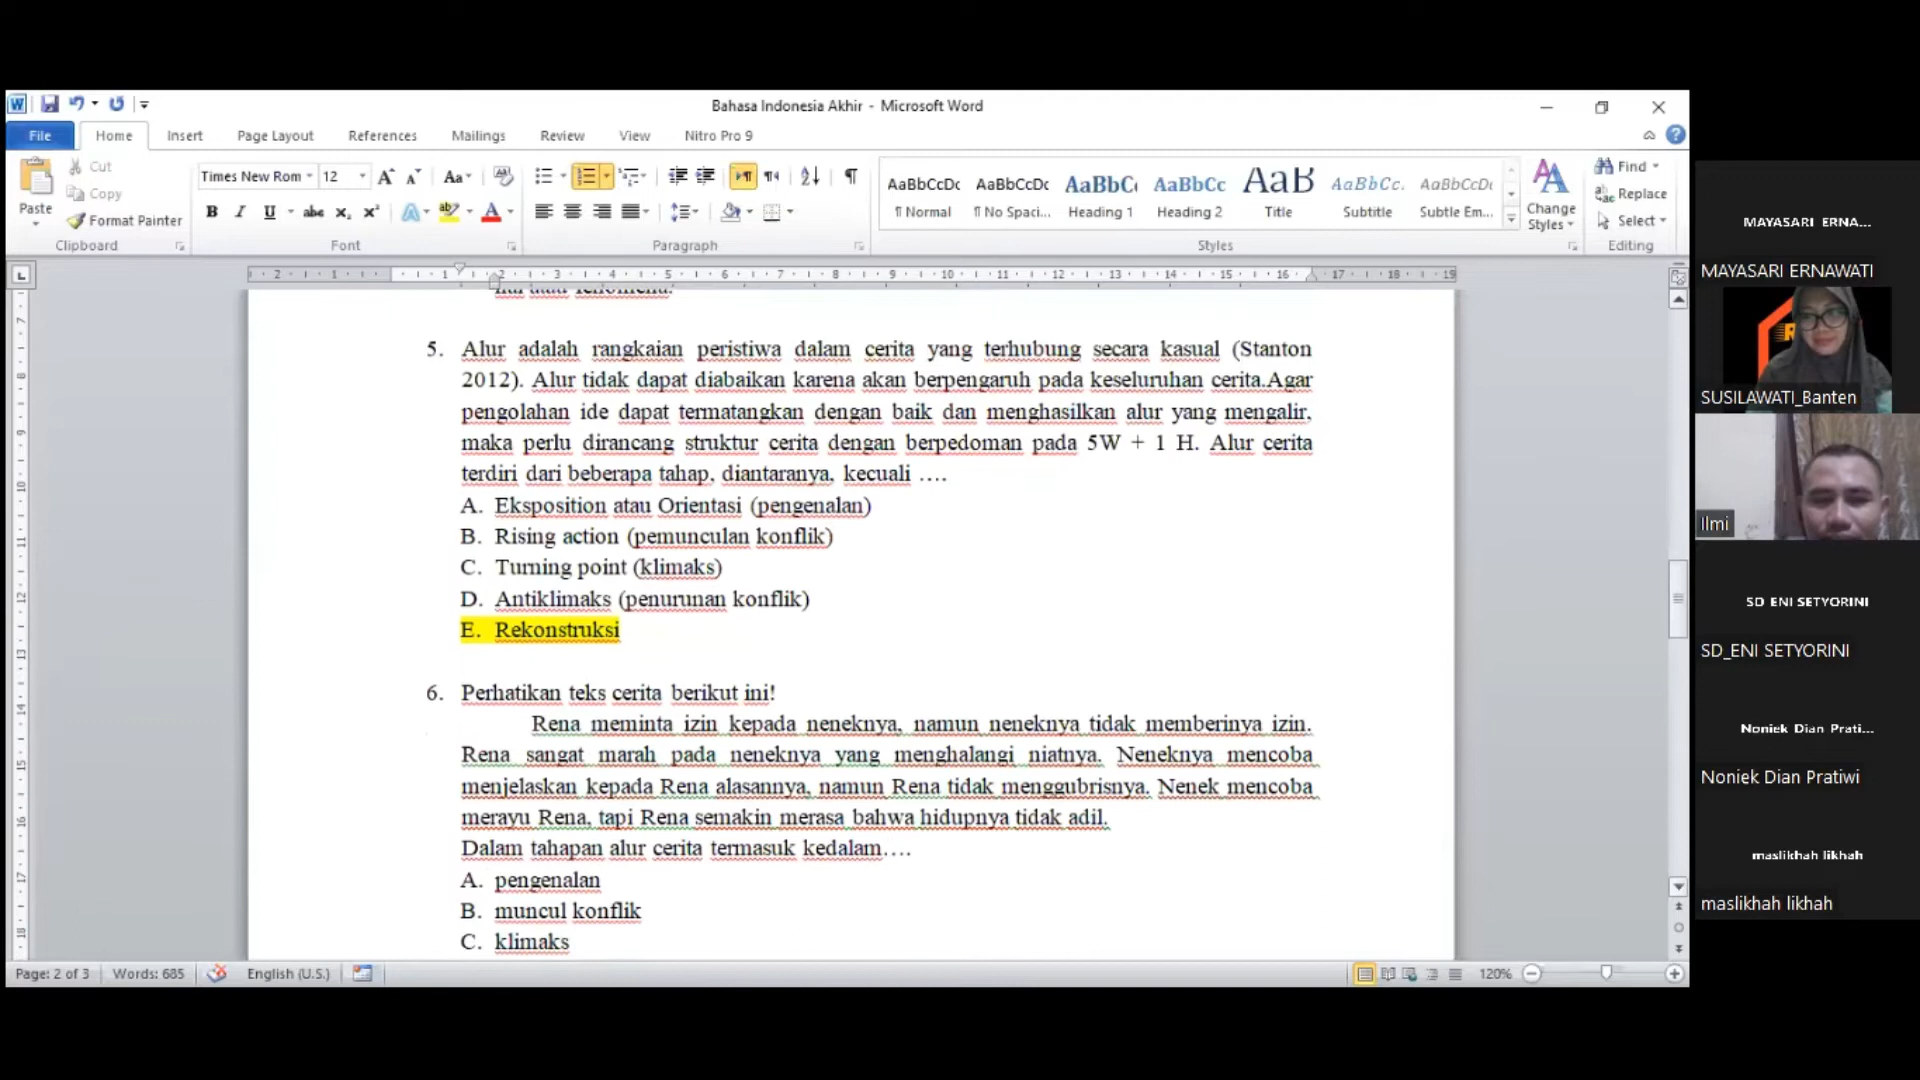 Bahasa Indonesia Akhir - Microsoft Word
File Home Insert Page Layout References Mailings Review View Nitro Pro 9
Paste
Cut
Copy
Format Painter
Clipboard
Times New Rom 12
Font
Paragraph
AaBbCcDc AaBbCcDc AaBbC AaBbCc AaB AaBbCc. AaBbCcDc
¶ Normal ¶ No Spaci... Heading 1 Heading 2 Title Subtitle Subtle Em...
Styles
Change
Styles
Find
Replace
Select
Editing
5. Alur adalah rangkaian peristiwa dalam cerita yang terhubung secara kasual (Stanton
2012). Alur tidak dapat diabaikan karena akan berpengaruh pada keseluruhan cerita.Agar
pengolahan ide dapat termatangkan dengan baik dan menghasilkan alur yang mengalir,
maka perlu dirancang struktur cerita dengan berpedoman pada 5W + 1 H. Alur cerita
terdiri dari beberapa tahap, diantaranya, kecuali ….
A. Eksposition atau Orientasi (pengenalan)
B. Rising action (pemunculan konflik)
C. Turning point (klimaks)
D. Antiklimaks (penurunan konflik)
E. Rekonstruksi
6. Perhatikan teks cerita berikut ini!
Rena meminta izin kepada neneknya, namun neneknya tidak memberinya izin.
Rena sangat marah pada neneknya yang menghalangi niatnya. Neneknya mencoba
menjelaskan kepada Rena alasannya, namun Rena tidak menggubrisnya. Nenek mencoba
merayu Rena, tapi Rena semakin merasa bahwa hidupnya tidak adil.
Dalam tahapan alur cerita termasuk kedalam….
A. pengenalan
B. muncul konflik
C. klimaks
Page: 2 of 3 Words: 685 English (U.S.) 120%
MAYASARI ERNA...
MAYASARI ERNAWATI
SUSILAWATI_Banten
Ilmi
SD ENI SETYORINI
SD_ENI SETYORINI
Noniek Dian Prati...
Noniek Dian Pratiwi
maslikhah likhah
maslikhah likhah